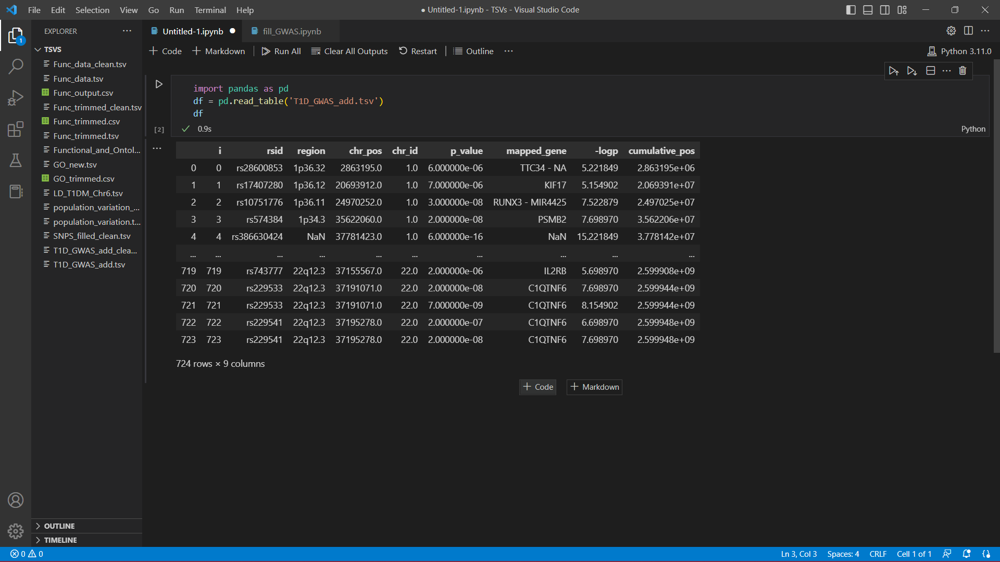 File Edit Selection View Go Run Terminal Help
● Untitled-1.ipynb - TSVs - Visual Studio Code
EXPLORER
1
TSVS
Func_data_clean.tsv
Func_data.tsv
Func_output.csv
Func_trimmed_clean.tsv
Func_trimmed.csv
Func_trimmed.tsv
Functional_and_Ontol...
GO_new.tsv
GO_trimmed.csv
LD_T1DM_Chr6.tsv
population_variation_...
population_variation.t...
SNPS_filled_clean.tsv
T1D_GWAS_add_clea...
T1D_GWAS_add.tsv
OUTLINE
TIMELINE
Untitled-1.ipynb ● fill_GWAS.ipynb
+ Code + Markdown Run All Clear All Outputs Restart Outline ... Python 3.11.0
import pandas as pd
df = pd.read_table('T1D_GWAS_add.tsv')
df
[2] ✓ 0.9s Python
i rsid region chr_pos chr_id p_value mapped_gene -logp cumulative_pos
0 0 rs28600853 1p36.32 2863195.0 1.0 6.000000e-06 TTC34 - NA 5.221849 2.863195e+06
1 1 rs17407280 1p36.12 20693912.0 1.0 7.000000e-06 KIF17 5.154902 2.069391e+07
2 2 rs10751776 1p36.11 24970252.0 1.0 3.000000e-08 RUNX3 - MIR4425 7.522879 2.497025e+07
3 3 rs574384 1p34.3 35622060.0 1.0 2.000000e-08 PSMB2 7.698970 3.562206e+07
4 4 rs386630424 NaN 37781423.0 1.0 6.000000e-16 NaN 15.221849 3.778142e+07
... ... ... ... ... ... ... ... ... ...
719 719 rs743777 22q12.3 37155567.0 22.0 2.000000e-06 IL2RB 5.698970 2.599908e+09
720 720 rs229533 22q12.3 37191071.0 22.0 2.000000e-08 C1QTNF6 7.698970 2.599944e+09
721 721 rs229533 22q12.3 37191071.0 22.0 7.000000e-09 C1QTNF6 8.154902 2.599944e+09
722 722 rs229541 22q12.3 37195278.0 22.0 2.000000e-07 C1QTNF6 6.698970 2.599948e+09
723 723 rs229541 22q12.3 37195278.0 22.0 2.000000e-08 C1QTNF6 7.698970 2.599948e+09
724 rows × 9 columns
+ Code + Markdown
0 0 Ln 3, Col 3 Spaces: 4 CRLF Cell 1 of 1